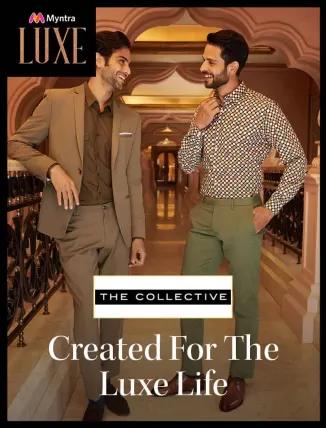 Myntra
LUXE
THE COLLECTIVE
Created For The
Luxe Life